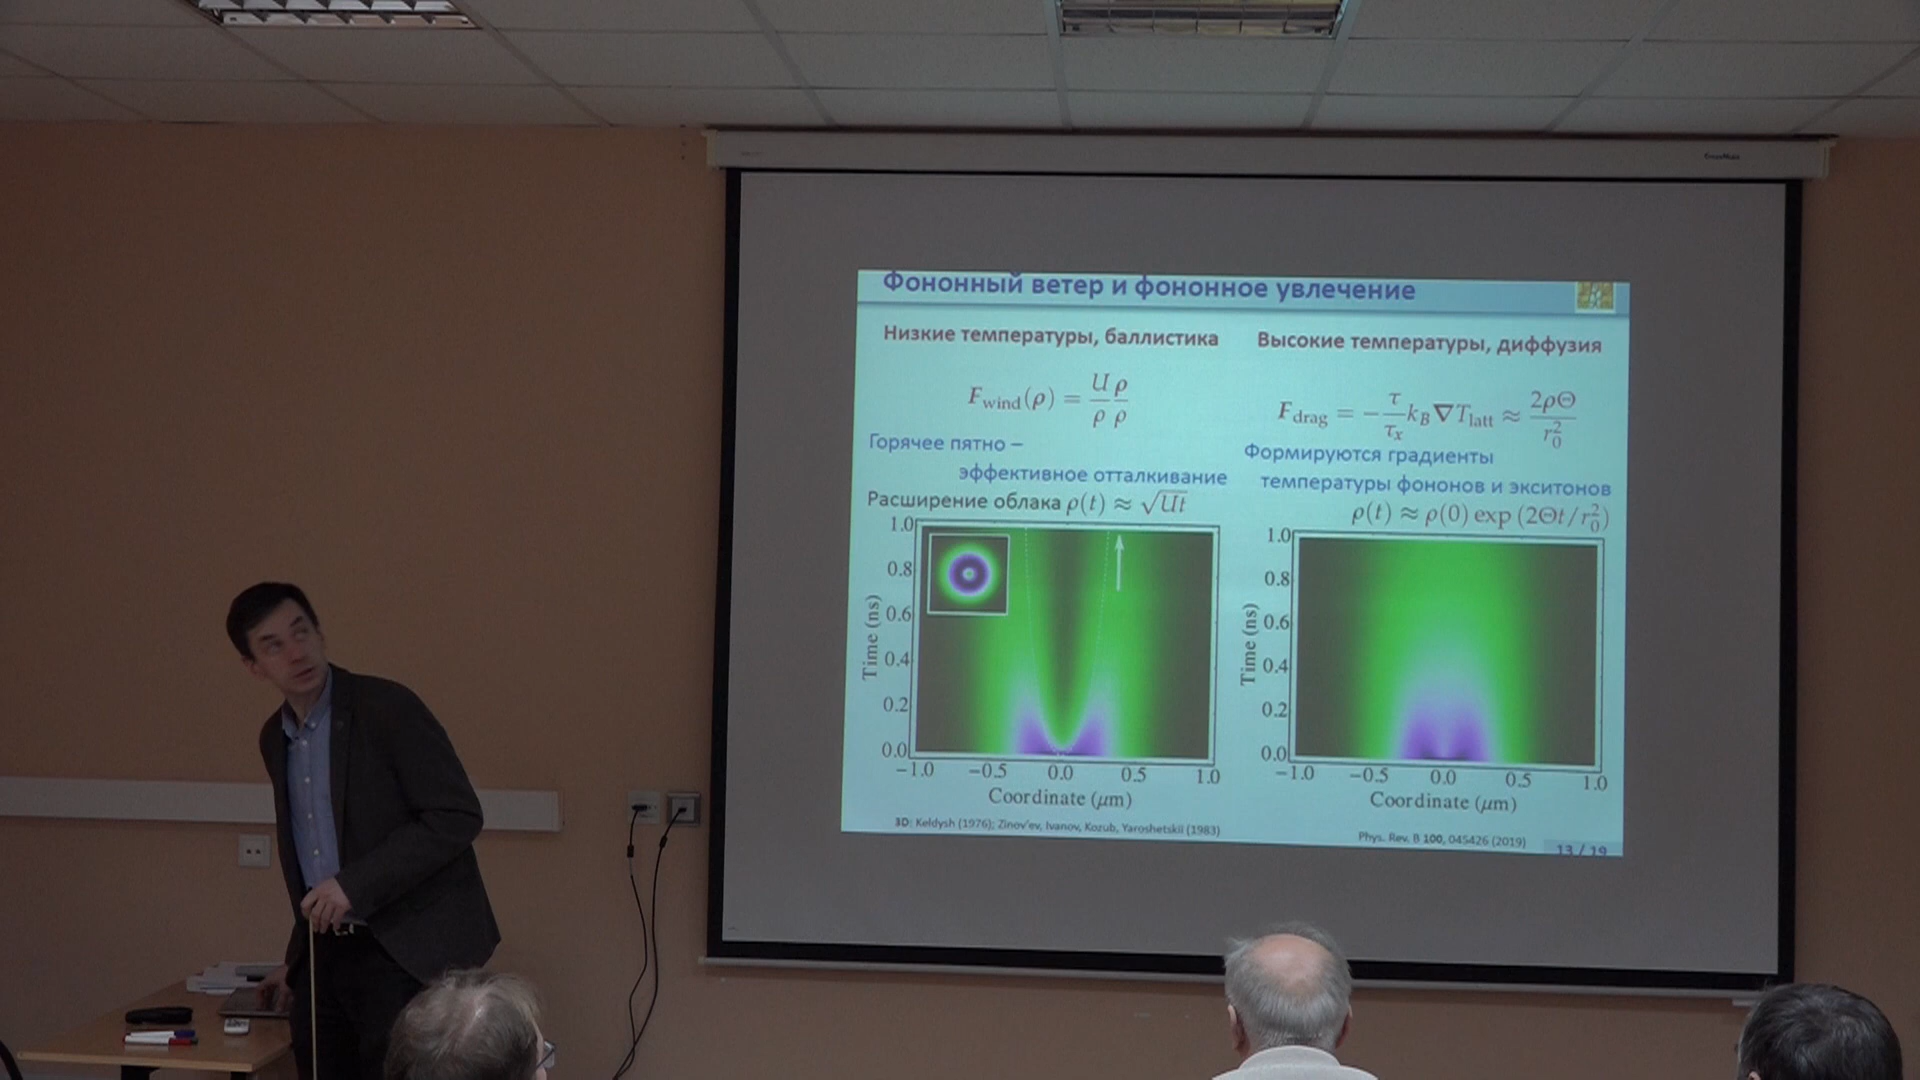 Фононный ветер и фононное увлечение
Низкие температуры, баллистика
F_wind(ρ) = U/ρ ρ/ρ
Горячее пятно –
эффективное отталкивание
Расширение облака ρ(t) ≈ √Ut
1.0
0.8
0.6
0.4
0.2
0.0
Time (ns)
−1.0 −0.5 0.0 0.5 1.0
Coordinate (μm)
3D: Keldysh (1976); Zinov'ev, Ivanov, Kozub, Yaroshetskii (1983)
Высокие температуры, диффузия
F_drag = −τ/τ_x k_B ∇T_latt ≈ 2ρΘ/r_0^2
Формируются градиенты
температуры фононов и экситонов
ρ(t) ≈ ρ(0) exp (2Θt/r_0^2)
1.0
0.8
0.6
0.4
0.2
0.0
Time (ns)
−1.0 −0.5 0.0 0.5 1.0
Coordinate (μm)
Phys. Rev. B 100, 045426 (2019)
13 / 19